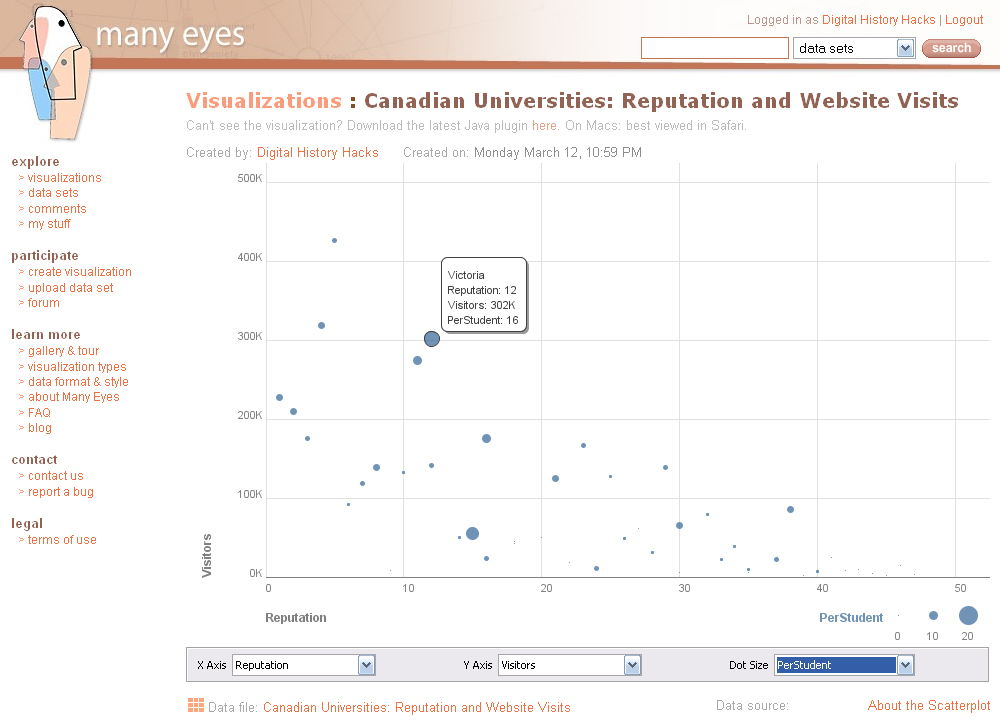 many eyes
Logged in as Digital History Hacks | Logout
data sets
search
Visualizations : Canadian Universities: Reputation and Website Visits
Can't see the visualization? Download the latest Java plugin here. On Macs: best viewed in Safari.
Created by: Digital History Hacks Created on: Monday March 12, 10:59 PM
explore
> visualizations
> data sets
> comments
> my stuff
participate
> create visualization
> upload data set
> forum
learn more
> gallery & tour
> visualization types
> data format & style
> about Many Eyes
> FAQ
> blog
contact
> contact us
> report a bug
legal
> terms of use
500K
400K
300K
200K
100K
0K
Visitors
Victoria
Reputation: 12
Visitors: 302K
PerStudent: 16
0 10 20 30 40 50
Reputation
PerStudent
0 10 20
X Axis Reputation
Y Axis Visitors
Dot Size PerStudent
Data file: Canadian Universities: Reputation and Website Visits
Data source:
About the Scatterplot